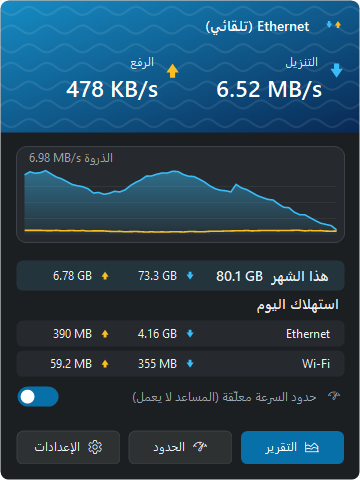 Ethernet (تلقائي)
التنزيل
6.52 MB/s
الرفع
478 KB/s
الذروة 6.98 MB/s
هذا الشهر 80.1 GB 73.3 GB 6.78 GB
استهلاك اليوم
Ethernet 4.16 GB 390 MB
Wi-Fi 355 MB 59.2 MB
حدود السرعة معلّقة (المساعد لا يعمل)
التقرير
الحدود
الإعدادات